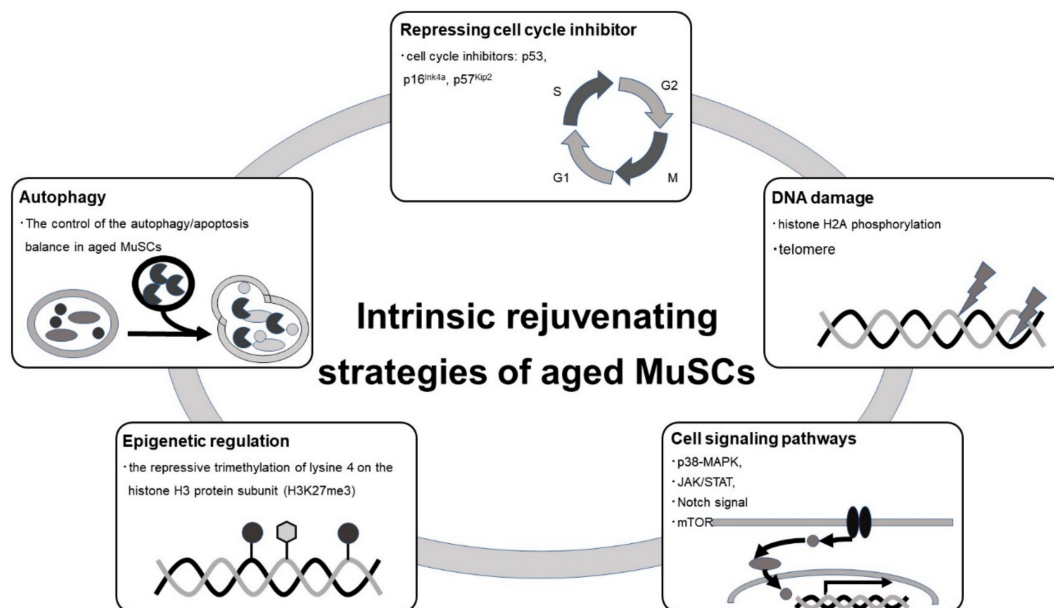 Repressing cell cycle inhibitor
・cell cycle inhibitors: p53,
p16Ink4a, p57Kip2
S
G2
G1
M
Autophagy
・The control of the autophagy/apoptosis
balance in aged MuSCs
DNA damage
・histone H2A phosphorylation
・telomere
Intrinsic rejuvenating
strategies of aged MuSCs
Epigenetic regulation
・the repressive trimethylation of lysine 4 on the
histone H3 protein subunit (H3K27me3)
Cell signaling pathways
・p38-MAPK,
・JAK/STAT,
・Notch signal
・mTOR